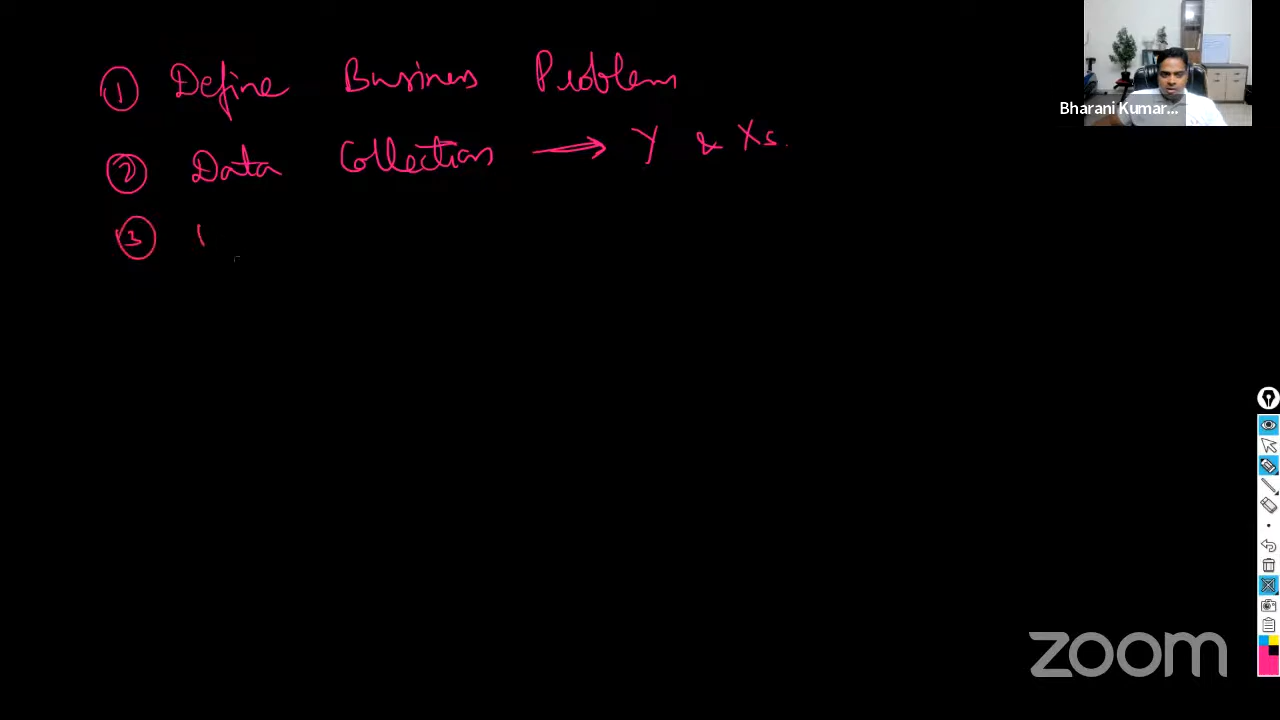 Bharani Kumar...
① Define Business Problem
② Data Collection → Y & Xs.
③
zoom